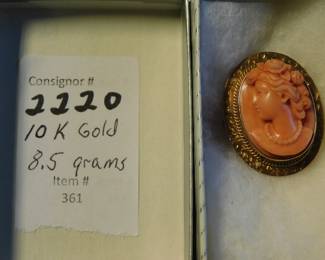 Consignor #
2220
10 K Gold
8.5 grams
Item #
361